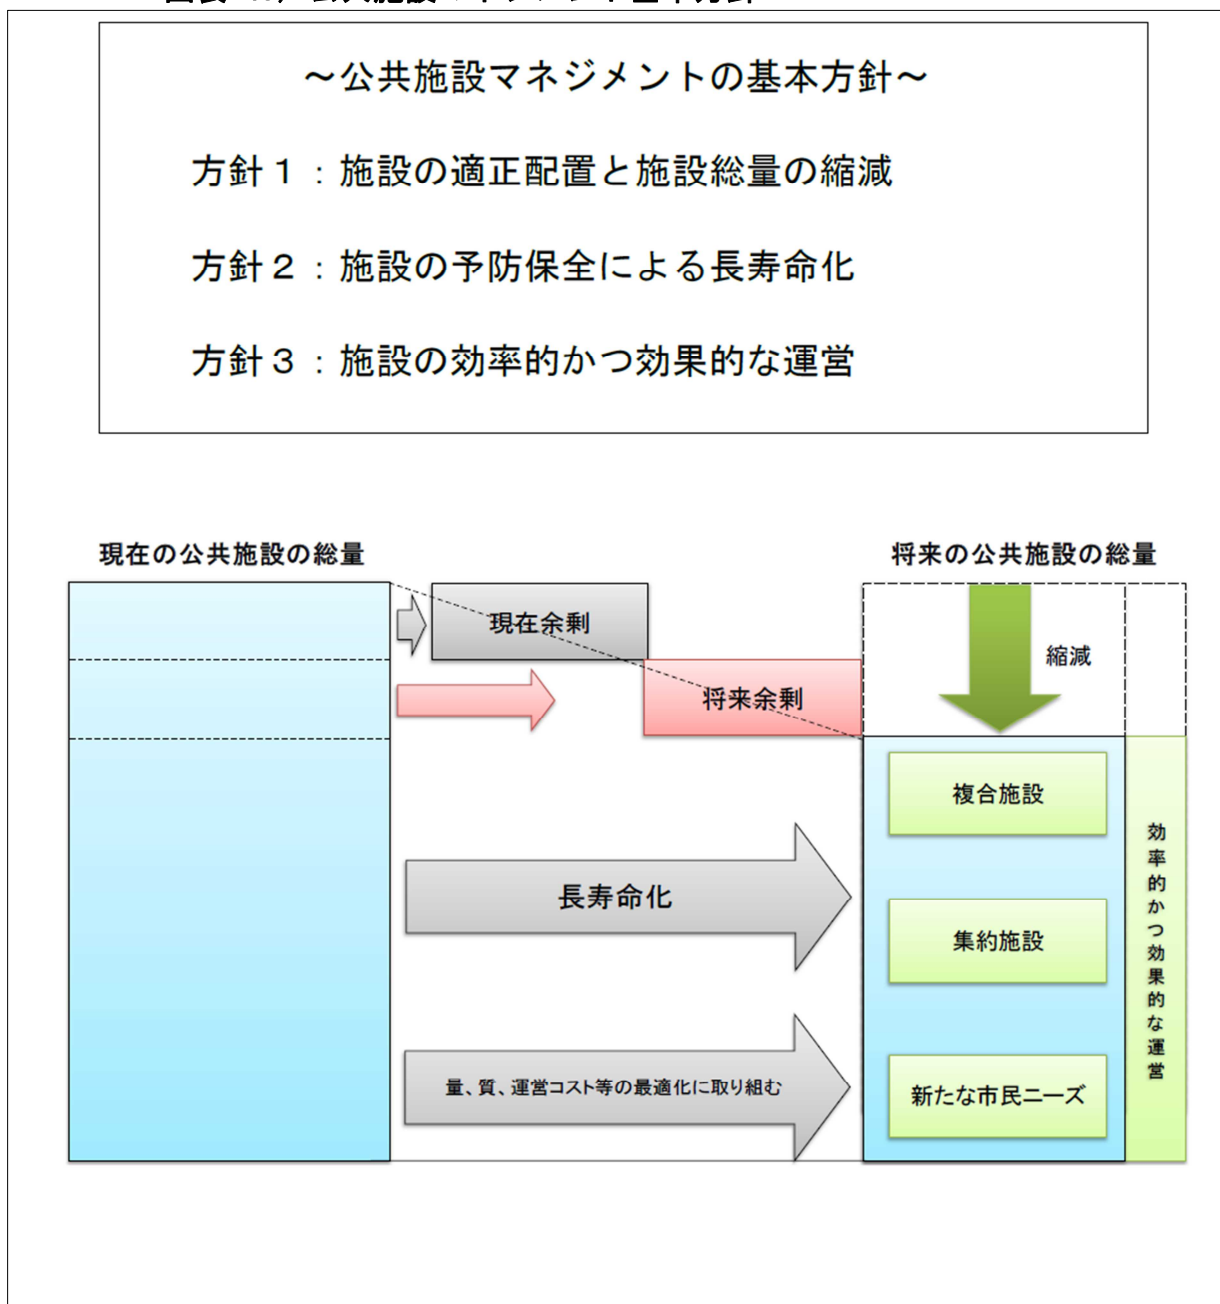 ～公共施設マネジメントの基本方針～
方針１：施設の適正配置と施設総量の縮減
方針２：施設の予防保全による長寿命化
方針３：施設の効率的かつ効果的な運営
現在の公共施設の総量
将来の公共施設の総量
現在余剰
将来余剰
縮減
複合施設
長寿命化
集約施設
量、質、運営コスト等の最適化に取り組む
新たな市民ニーズ
効率的かつ効果的な運営